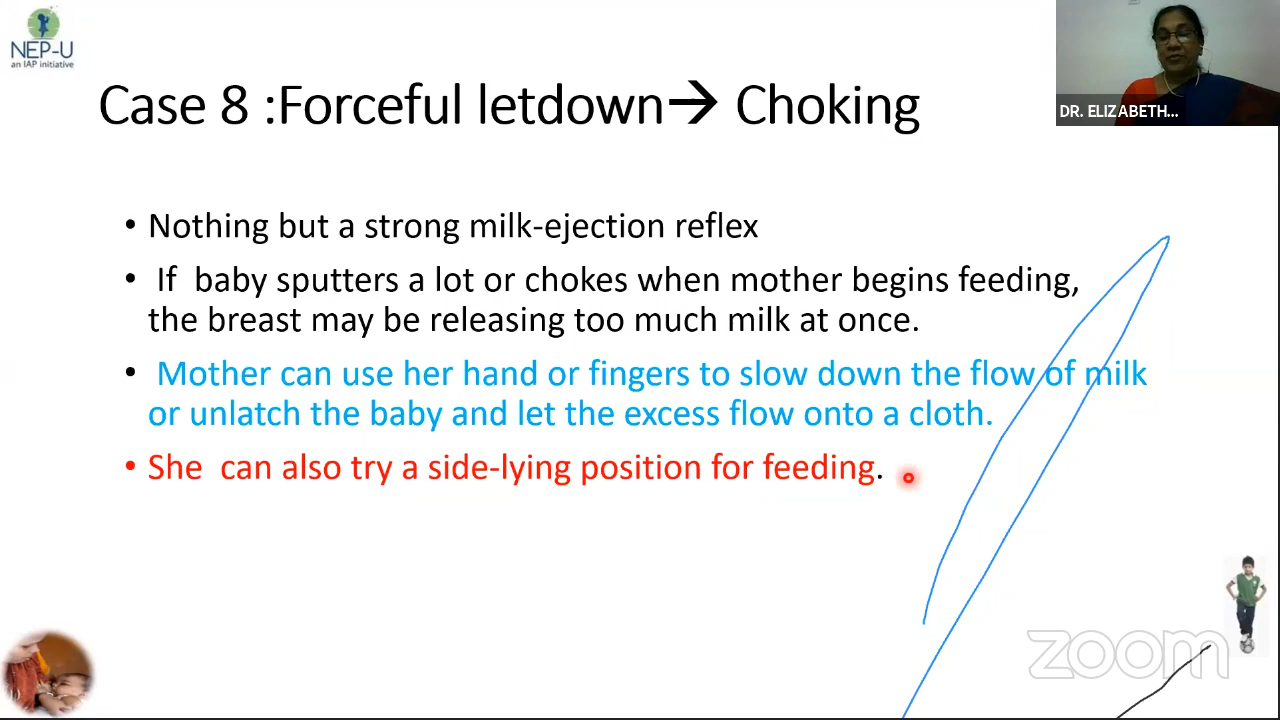 NEP-U
an IAP initiative
DR. ELIZABETH...
Case 8 :Forceful letdown→ Choking
• Nothing but a strong milk-ejection reflex
• If baby sputters a lot or chokes when mother begins feeding,
the breast may be releasing too much milk at once.
• Mother can use her hand or fingers to slow down the flow of milk
or unlatch the baby and let the excess flow onto a cloth.
• She can also try a side-lying position for feeding.
zoom